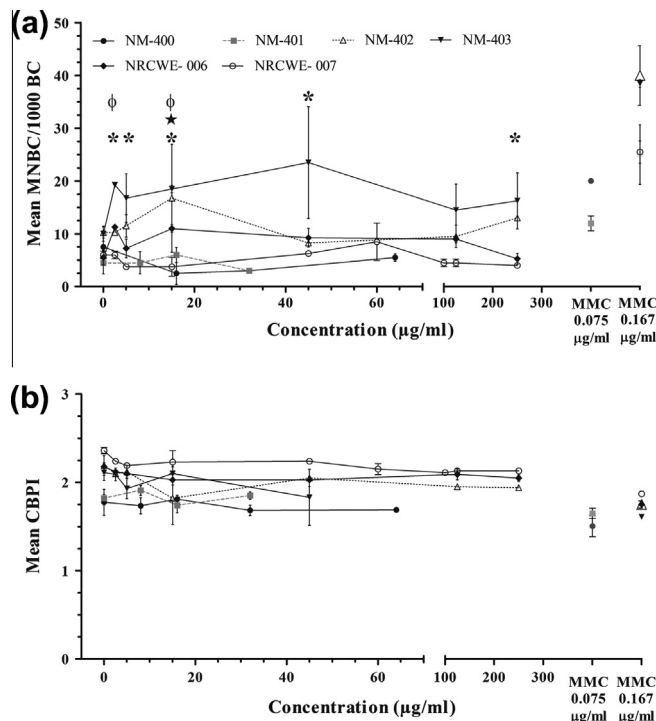 (a)
NM-400 NM-401 NM-402 NM-403
NRCWE- 006 NRCWE- 007
Mean MNBC/1000 BC
50
40
30
20
10
0
ϕ ϕ
★
* * * * *
0 20 40 60 100 200 300
Concentration (µg/ml)
MMC
0.075
µg/ml
MMC
0.167
µg/ml
(b)
Mean CBPI
3
2
1
0
0 20 40 60 100 200 300
Concentration (µg/ml)
MMC
0.075
µg/ml
MMC
0.167
µg/ml